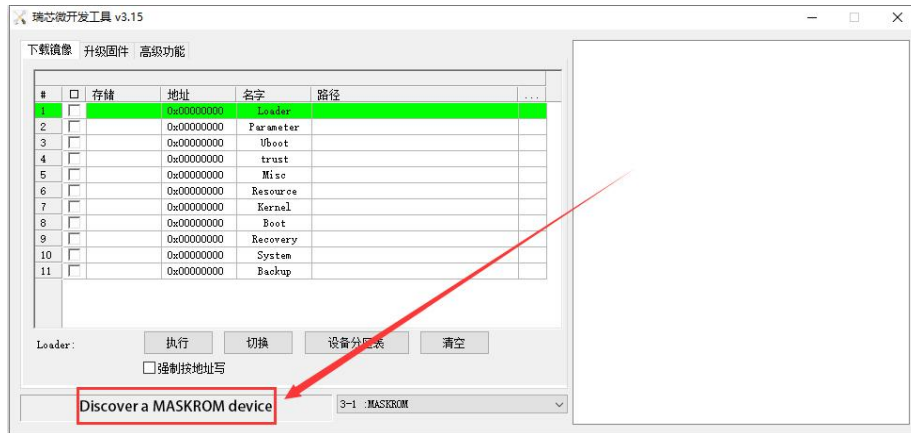 瑞芯微开发工具 v3.15
下载镜像 升级固件 高级功能
# 存储 地址 名字 路径 ...
1 0x00000000 Loader
2 0x00000000 Parameter
3 0x00000000 Uboot
4 0x00000000 trust
5 0x00000000 Misc
6 0x00000000 Resource
7 0x00000000 Kernel
8 0x00000000 Boot
9 0x00000000 Recovery
10 0x00000000 System
11 0x00000000 Backup
Loader: 执行 切换 设备分区表 清空
强制按地址写
Discover a MASKROM device 3-1 :MASKROM